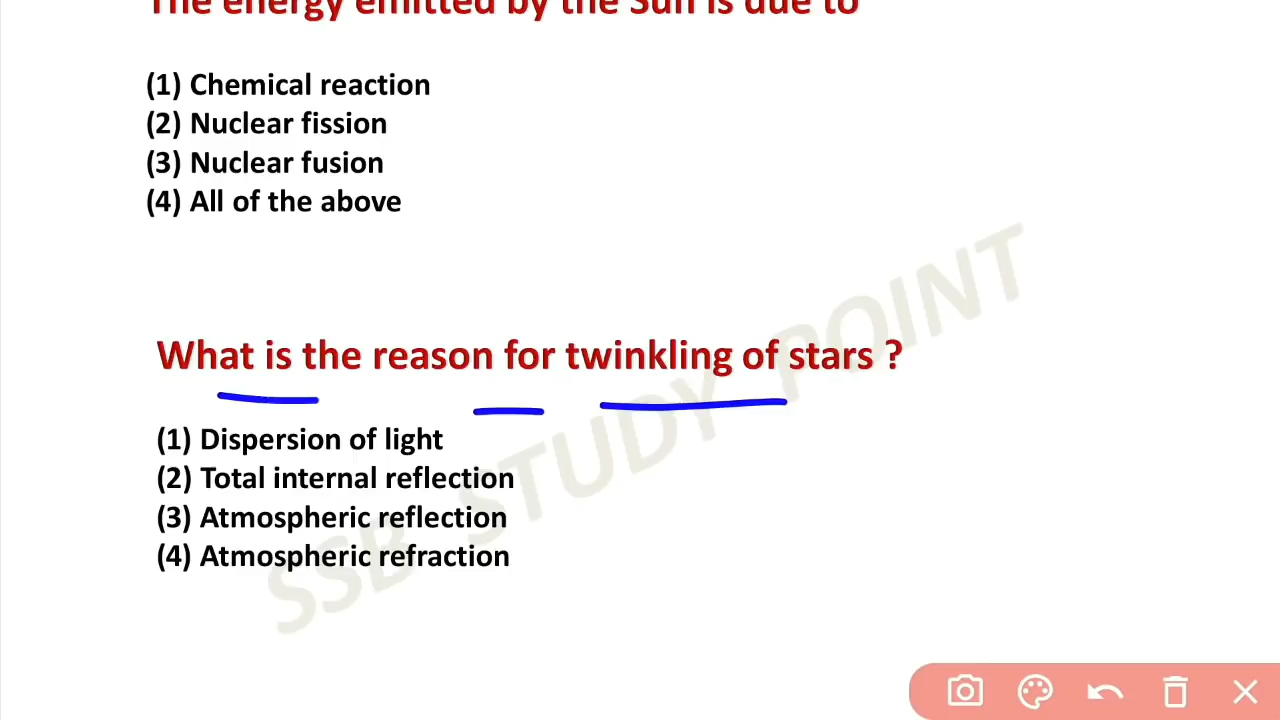 The energy emitted by the Sun is due to
(1) Chemical reaction
(2) Nuclear fission
(3) Nuclear fusion
(4) All of the above
What is the reason for twinkling of stars ?
(1) Dispersion of light
(2) Total internal reflection
(3) Atmospheric reflection
(4) Atmospheric refraction
SSB STUDY POINT